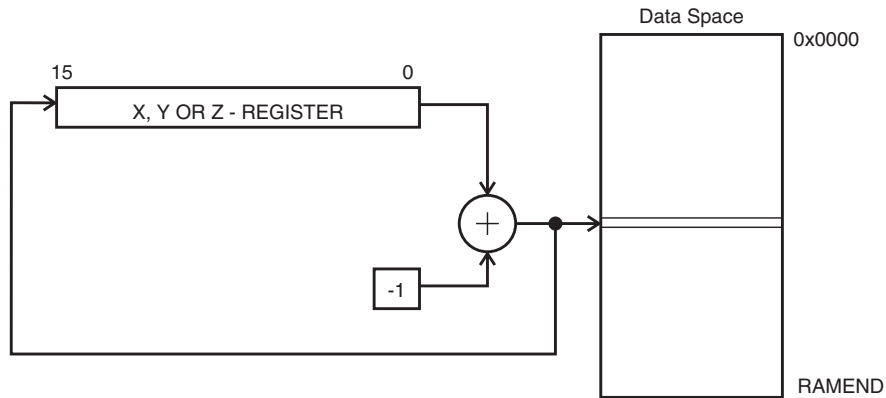 Data Space
0x0000
15 0
X, Y OR Z - REGISTER
+
-1
RAMEND